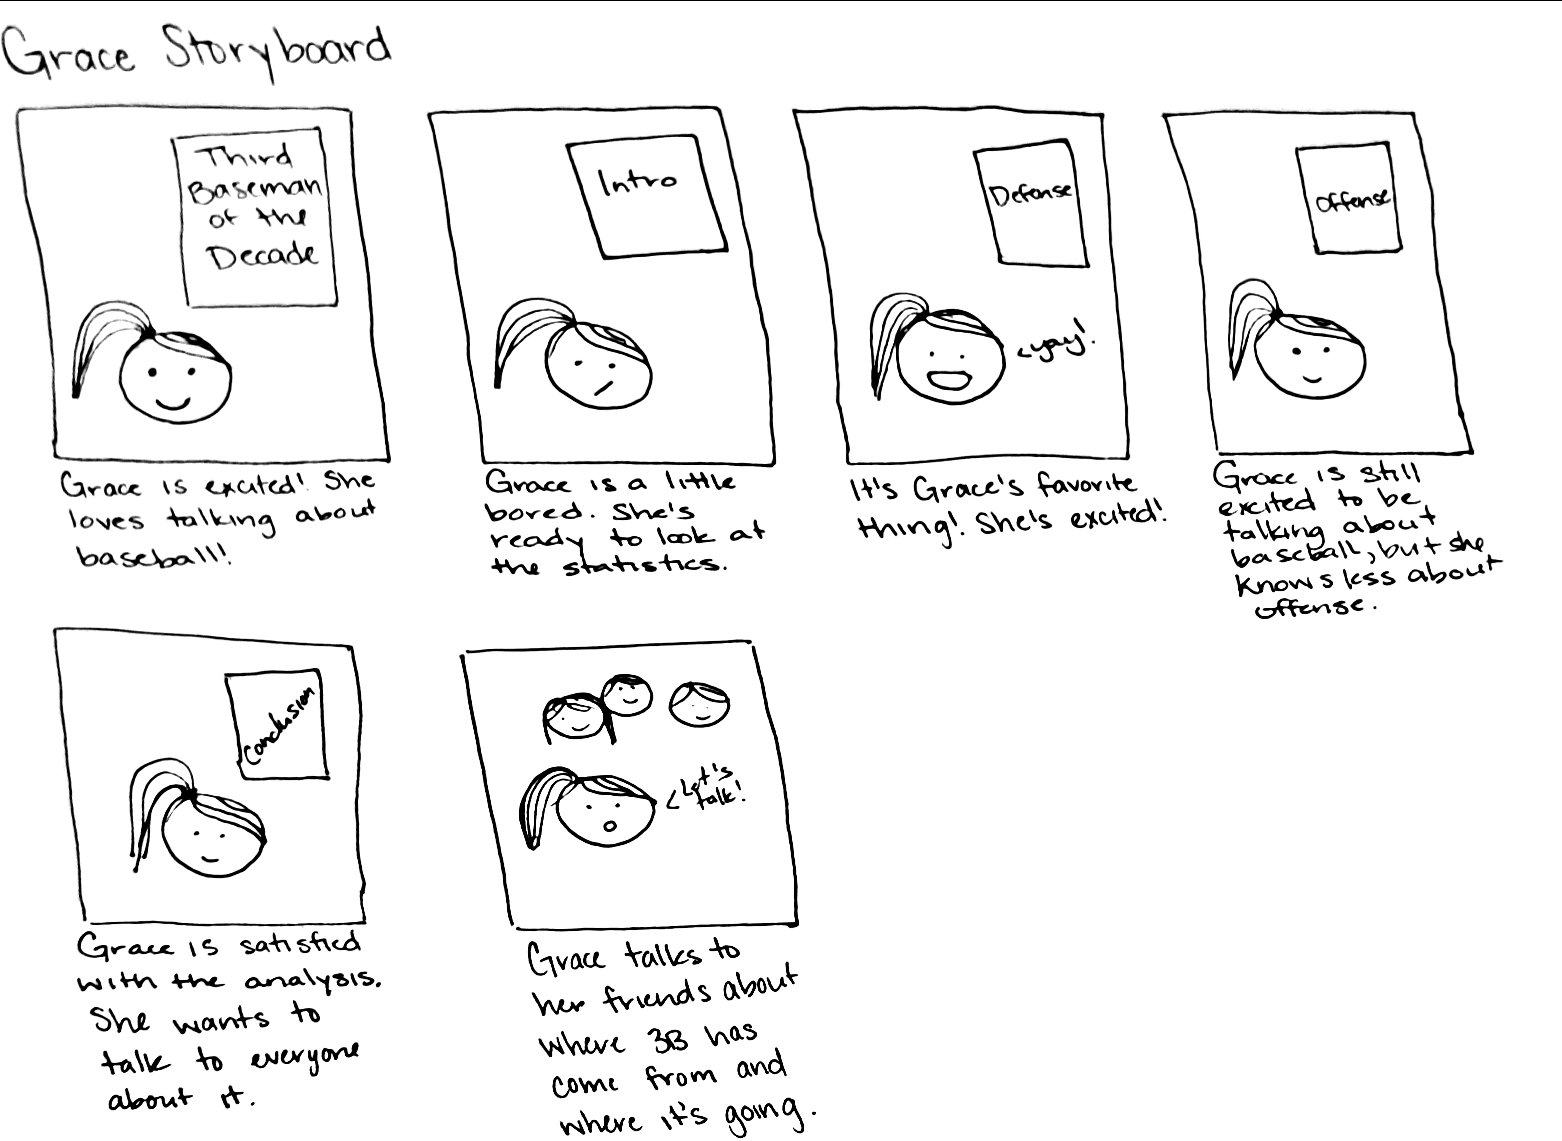 Grace Storyboard
Third
Baseman
of the
Decade
Grace is excited! She
loves talking about
baseball!
Intro
Grace is a little
bored. She's
ready to look at
the statistics.
Defense
yay!
It's Grace's favorite
thing! She's excited!
Offense
Grace is still
excited to be
talking about
baseball, but she
knows less about
offense.
Conclusion
Grace is satisfied
with the analysis.
She wants to
talk to everyone
about it.
Let's
talk!
Grace talks to
her friends about
where 3B has
come from and
where it's going.